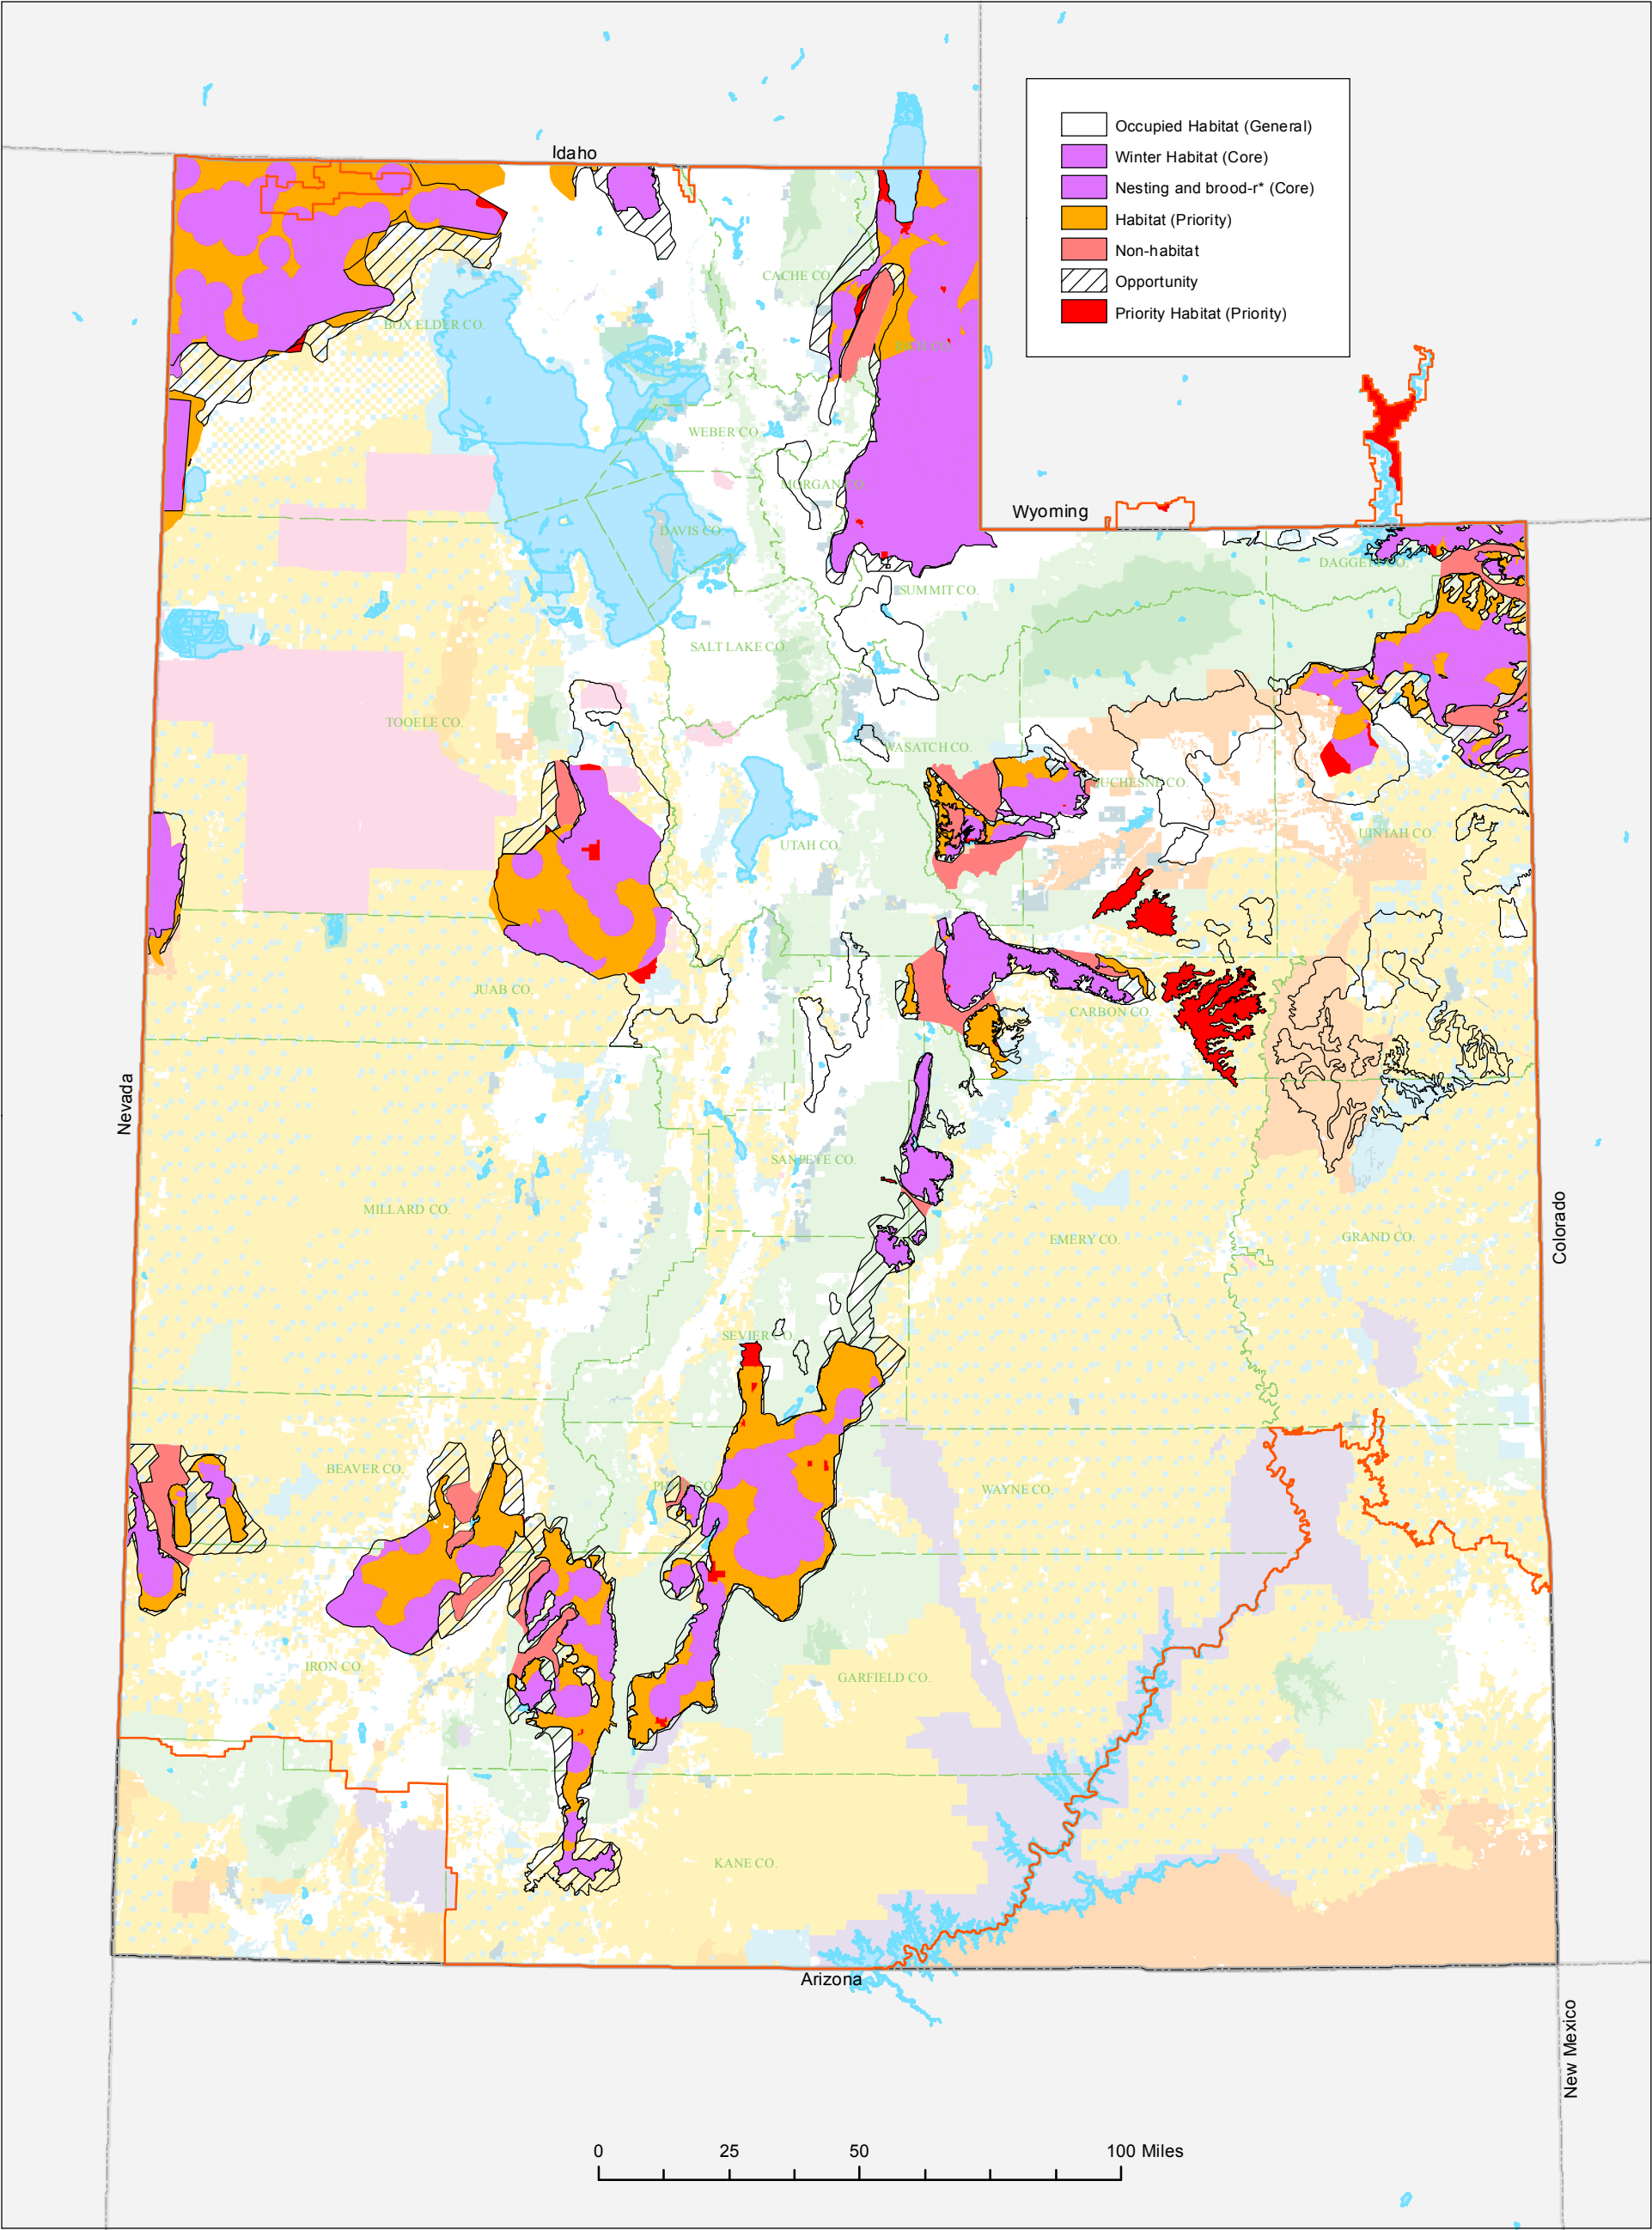 Idaho
Occupied Habitat (General)
Winter Habitat (Core)
Nesting and brood-r* (Core)
Habitat (Priority)
Non-habitat
Opportunity
Priority Habitat (Priority)
CACHE CO.
BOX ELDER CO.
RICH CO.
WEBER CO.
MORGAN CO.
Wyoming
DAVIS CO.
DAGGETT CO.
SUMMIT CO.
SALT LAKE CO.
TOOELE CO.
WASATCH CO.
DUCHESNE CO.
UINTAH CO.
UTAH CO.
JUAB CO.
CARBON CO.
Nevada
SANPETE CO.
MILLARD CO.
EMERY CO.
GRAND CO.
Colorado
SEVIER CO.
BEAVER CO.
PIUTE CO.
WAYNE CO.
IRON CO.
GARFIELD CO.
KANE CO.
Arizona
New Mexico
0 25 50 100 Miles